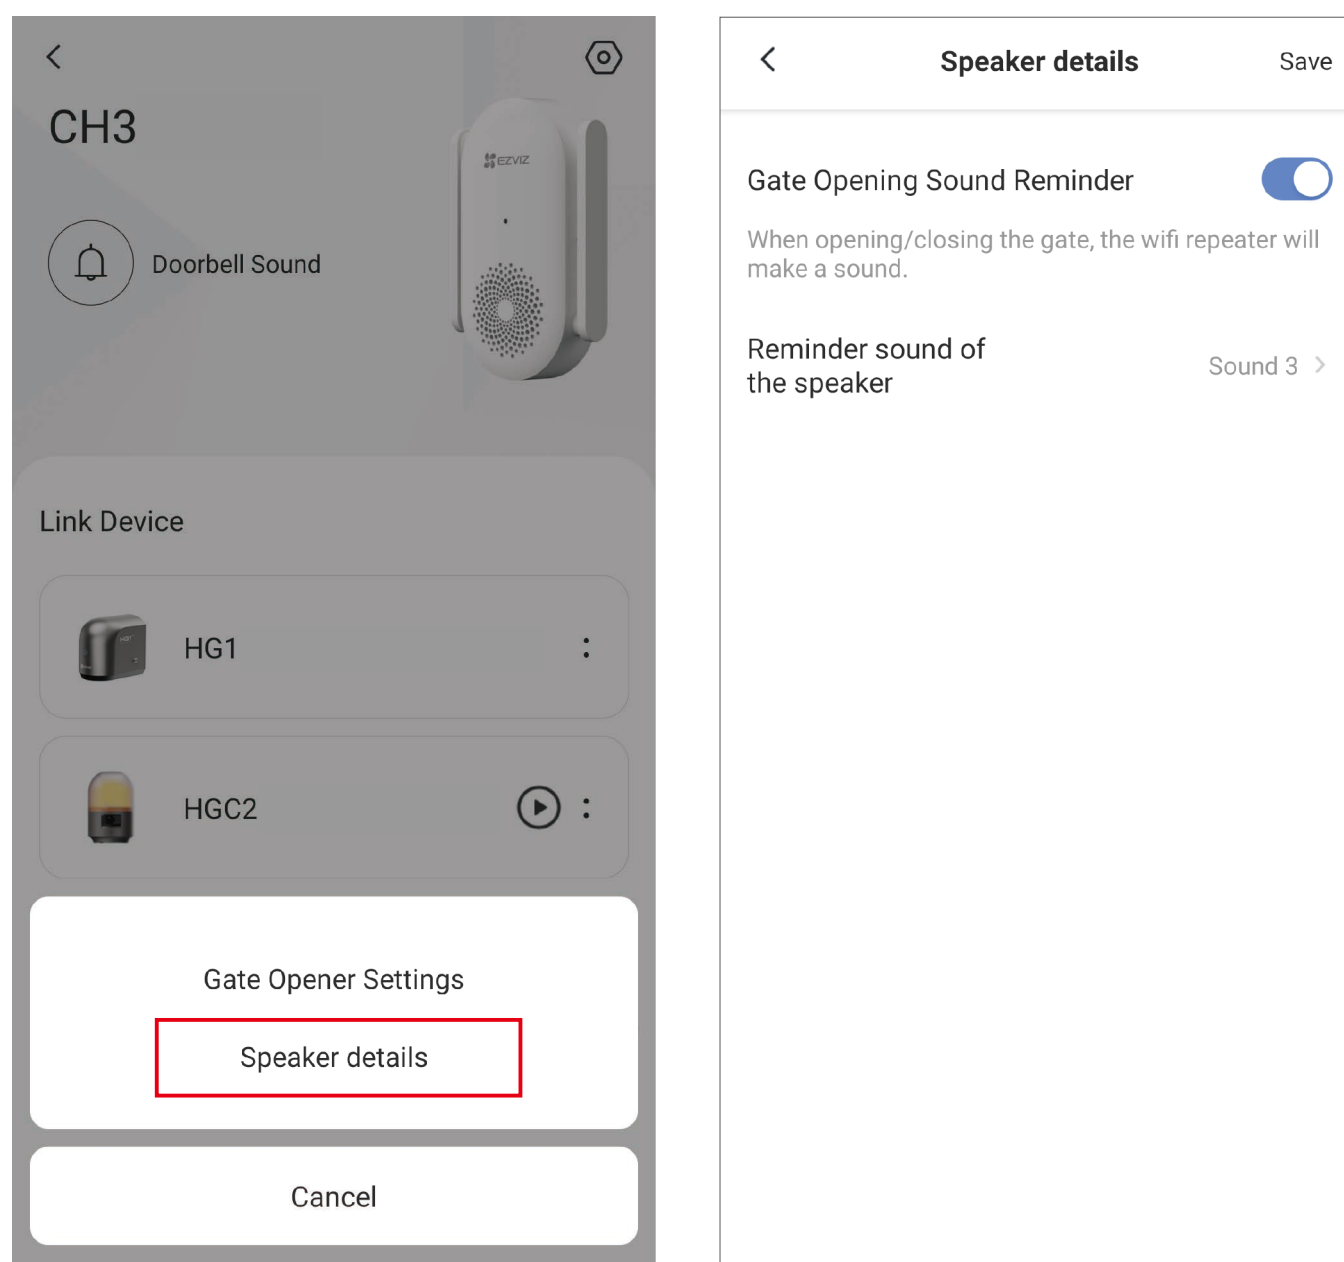 CH3
EZVIZ
Doorbell Sound
Link Device
HG1
HGC2
Gate Opener Settings
Speaker details
Cancel
Speaker details
Save
Gate Opening Sound Reminder
When opening/closing the gate, the wifi repeater will
make a sound.
Reminder sound of
the speaker
Sound 3